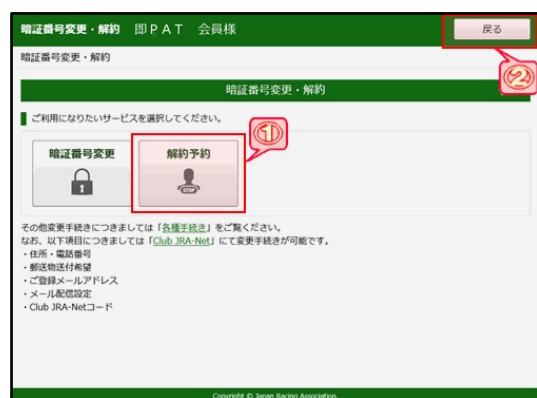 暗証番号変更・解約 即PAT 会員様
戻る
②
暗証番号変更・解約
暗証番号変更・解約
ご利用になりたいサービスを選択してください。
①
暗証番号変更
解約予約
STOP
その他変更手続きにつきましては「各種手続き」をご覧ください。
なお、以下項目につきましては「Club JRA-Net」にて変更手続きが可能です。
・住所・電話番号
・郵送物送付希望
・ご登録メールアドレス
・メール配信設定
・Club JRA-Netコード
Copyright © Japan Racing Association.